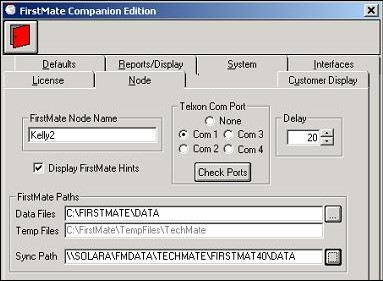 FirstMate Companion Edition
Defaults Reports/Display System Interfaces
License Node Customer Display
FirstMate Node Name
Kelly2
Display FirstMate Hints
Telxon Com Port
None
Com 1 Com 3
Com 2 Com 4
Check Ports
Delay
20
FirstMate Paths
Data Files C:\FIRSTMATE\DATA ...
Temp Files C:\FirstMate\TempFiles\TechMate
Sync Path \\SOLARA\FMDATA\TECHMATE\FIRSTMAT40\DATA ...